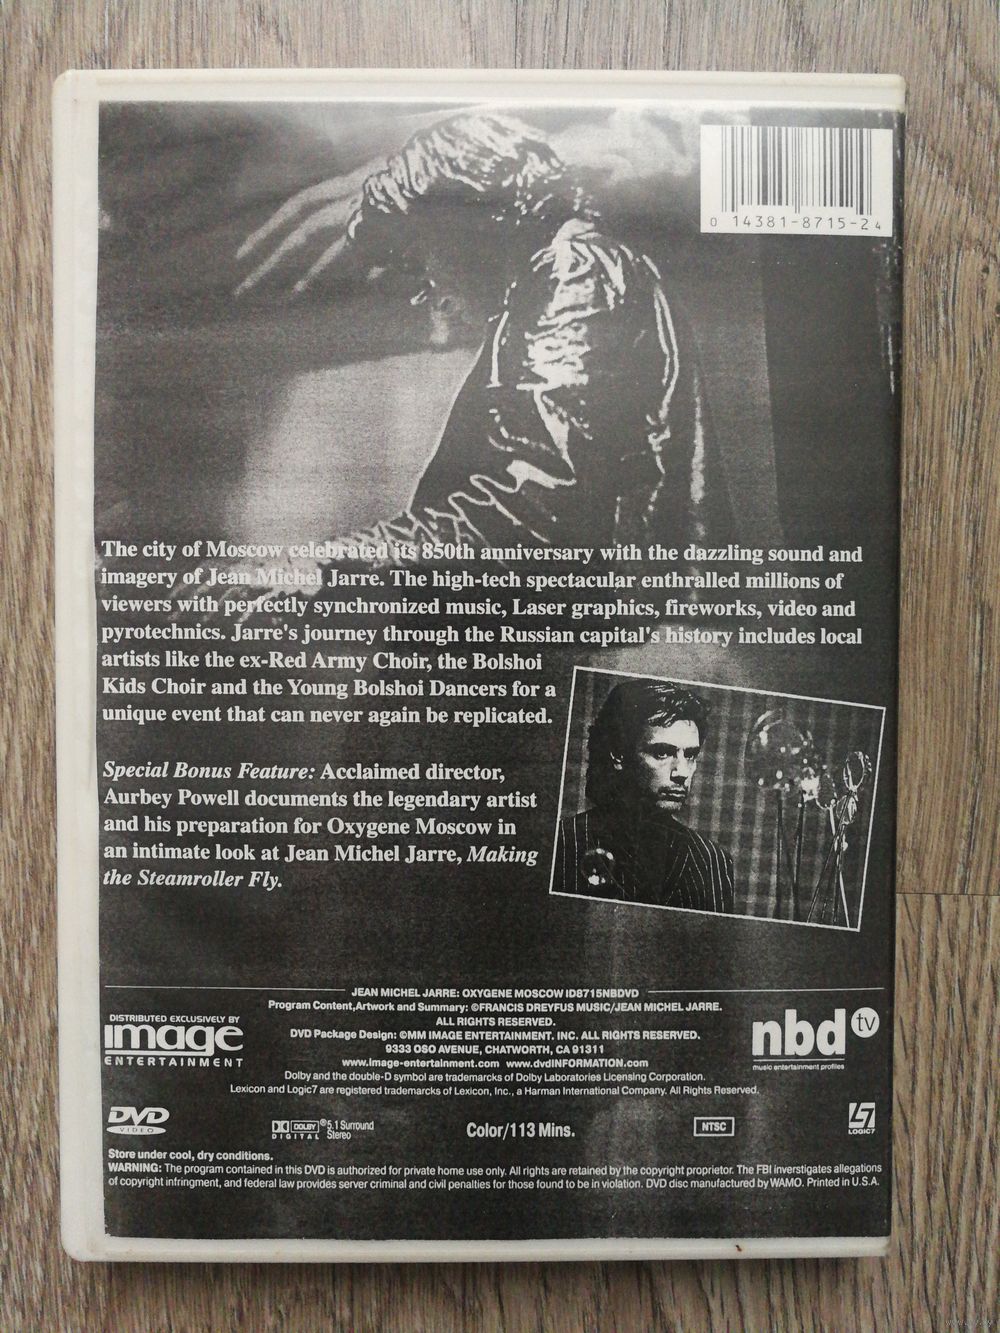 0 14381-8715-2 4
The city of Moscow celebrated its 850th anniversary with the dazzling sound and
imagery of Jean Michel Jarre. The high-tech spectacular enthralled millions of
viewers with perfectly synchronized music, Laser graphics, fireworks, video and
pyrotechnics. Jarre's journey through the Russian capital's history includes local
artists like the ex-Red Army Choir, the Bolshoi
Kids Choir and the Young Bolshoi Dancers for a
unique event that can never again be replicated.
Special Bonus Feature: Acclaimed director,
Aurbey Powell documents the legendary artist
and his preparation for Oxygene Moscow in
an intimate look at Jean Michel Jarre, Making
the Steamroller Fly.
JEAN MICHEL JARRE: OXYGENE MOSCOW ID8715NBDVD
Program Content,Artwork and Summary: ©FRANCIS DREYFUS MUSIC/JEAN MICHEL JARRE.
ALL RIGHTS RESERVED.
DVD Package Design: ©MM IMAGE ENTERTAINMENT. INC. ALL RIGHTS RESERVED.
9333 OSO AVENUE, CHATWORTH, CA 91311
www.image-entertainment.com www.dvdINFORMATION.com
Dolby and the double-D symbol are trademarcks of Dolby Laboratories Licensing Corporation.
Lexicon and Logic7 are registered trademarcks of Lexicon, Inc., a Harman International Company. All Rights Reserved.
DISTRIBUTED EXCLUSIVELY BY
image
ENTERTAINMENT
nbd tv
music entertainment profiles
DVD
VIDEO
DOLBY
DIGITAL
® 5.1 Surround
Stereo
Color/113 Mins.
NTSC
L7
LOGIC7
Store under cool, dry conditions.
WARNING: The program contained in this DVD is authorized for private home use only. All rights are retained by the copyright proprietor. The FBI inverstigates allegations
of copyright infringment, and federal law provides server criminal and civil penalties for those found to be in violation. DVD disc manufactured by WAMO. Printed in U.S.A.